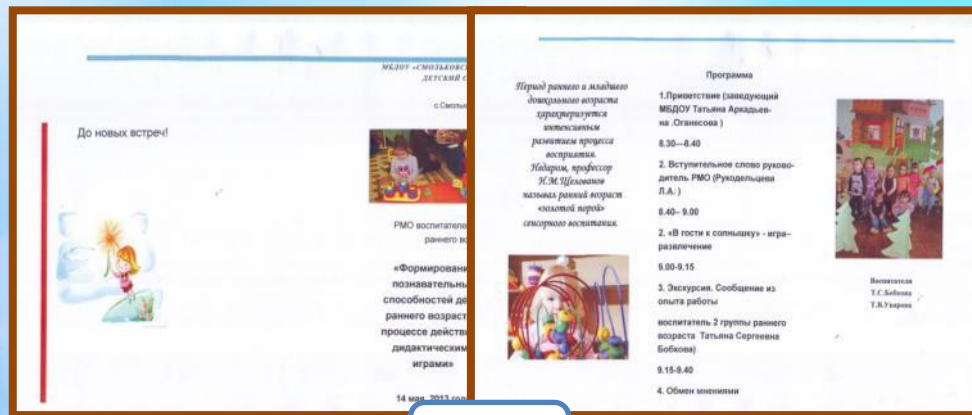 До новых встреч!
МБДОУ «СМОЛЬКОВС
ДЕТСКИЙ С
с.Смольк
РМО воспитателе
раннего во
«Формировани
познавательны
способностей де
раннего возраст
процессе действи
дидактическим
играми»
14 мая 2013 годa
Период раннего и младшего
дошкольного возраста
характеризуется
интенсивным
развитием процесса
восприятия.
Недаром, профессор
Н.М.Щелованов
называл ранний возраст
«золотой порой»
сенсорного воспитания.
Программа
1.Приветствие (заведующий
МБДОУ Татьяна Аркадьев-
на .Оганесова )
8.30—8.40
2. Вступительное слово руково-
дитель РМО (Рукодельцева
Л.А. )
8.40– 9.00
2. «В гости к солнышку» - игра–
развлечение
9.00-9.15
3. Экскурсия. Сообщение из
опыта работы
воспитатель 2 группы раннего
возраста Татьяна Сергеевна
Бобкова)
9.15-9.40
4. Обмен мнениями
Воспитатели
Т.С.Бобкова
Т.В.Уварова